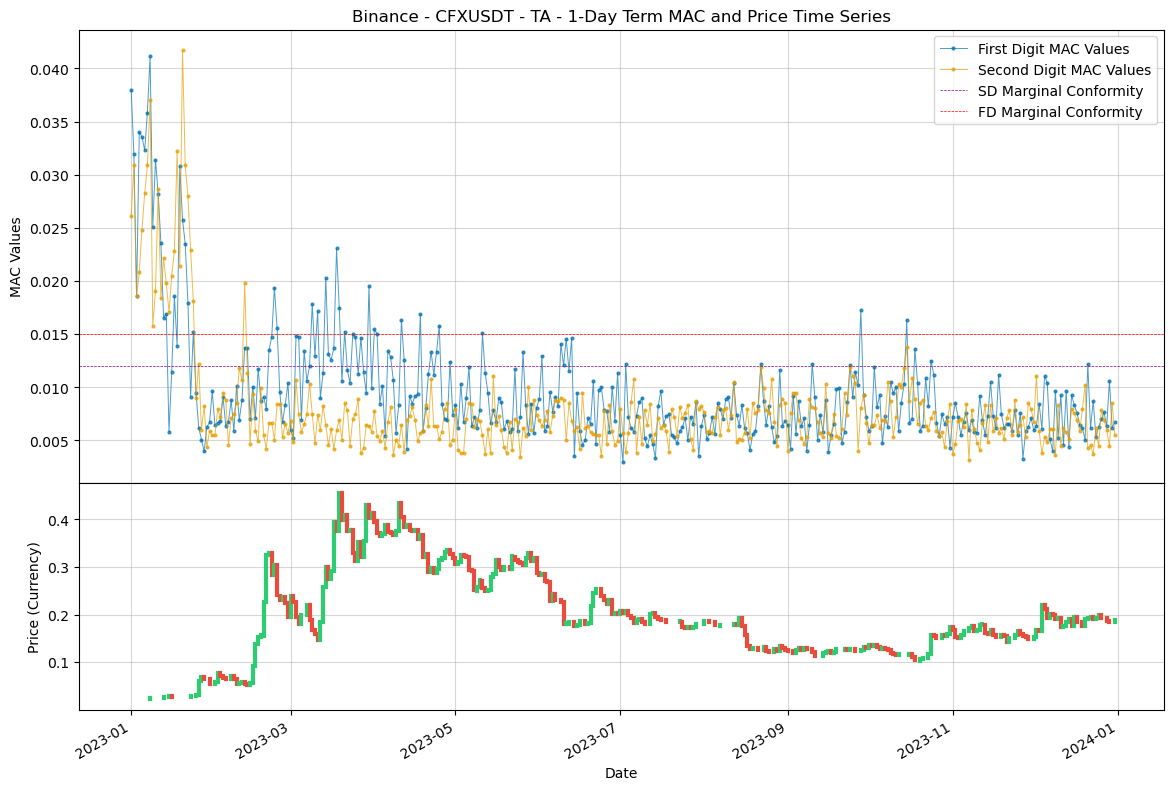 Binance - CFXUSDT - TA - 1-Day Term MAC and Price Time Series
First Digit MAC Values
Second Digit MAC Values
SD Marginal Conformity
FD Marginal Conformity
MAC Values
0.040
0.035
0.030
0.025
0.020
0.015
0.010
0.005
Price (Currency)
0.4
0.3
0.2
0.1
2023-01
2023-03
2023-05
2023-07
2023-09
2023-11
2024-01
Date